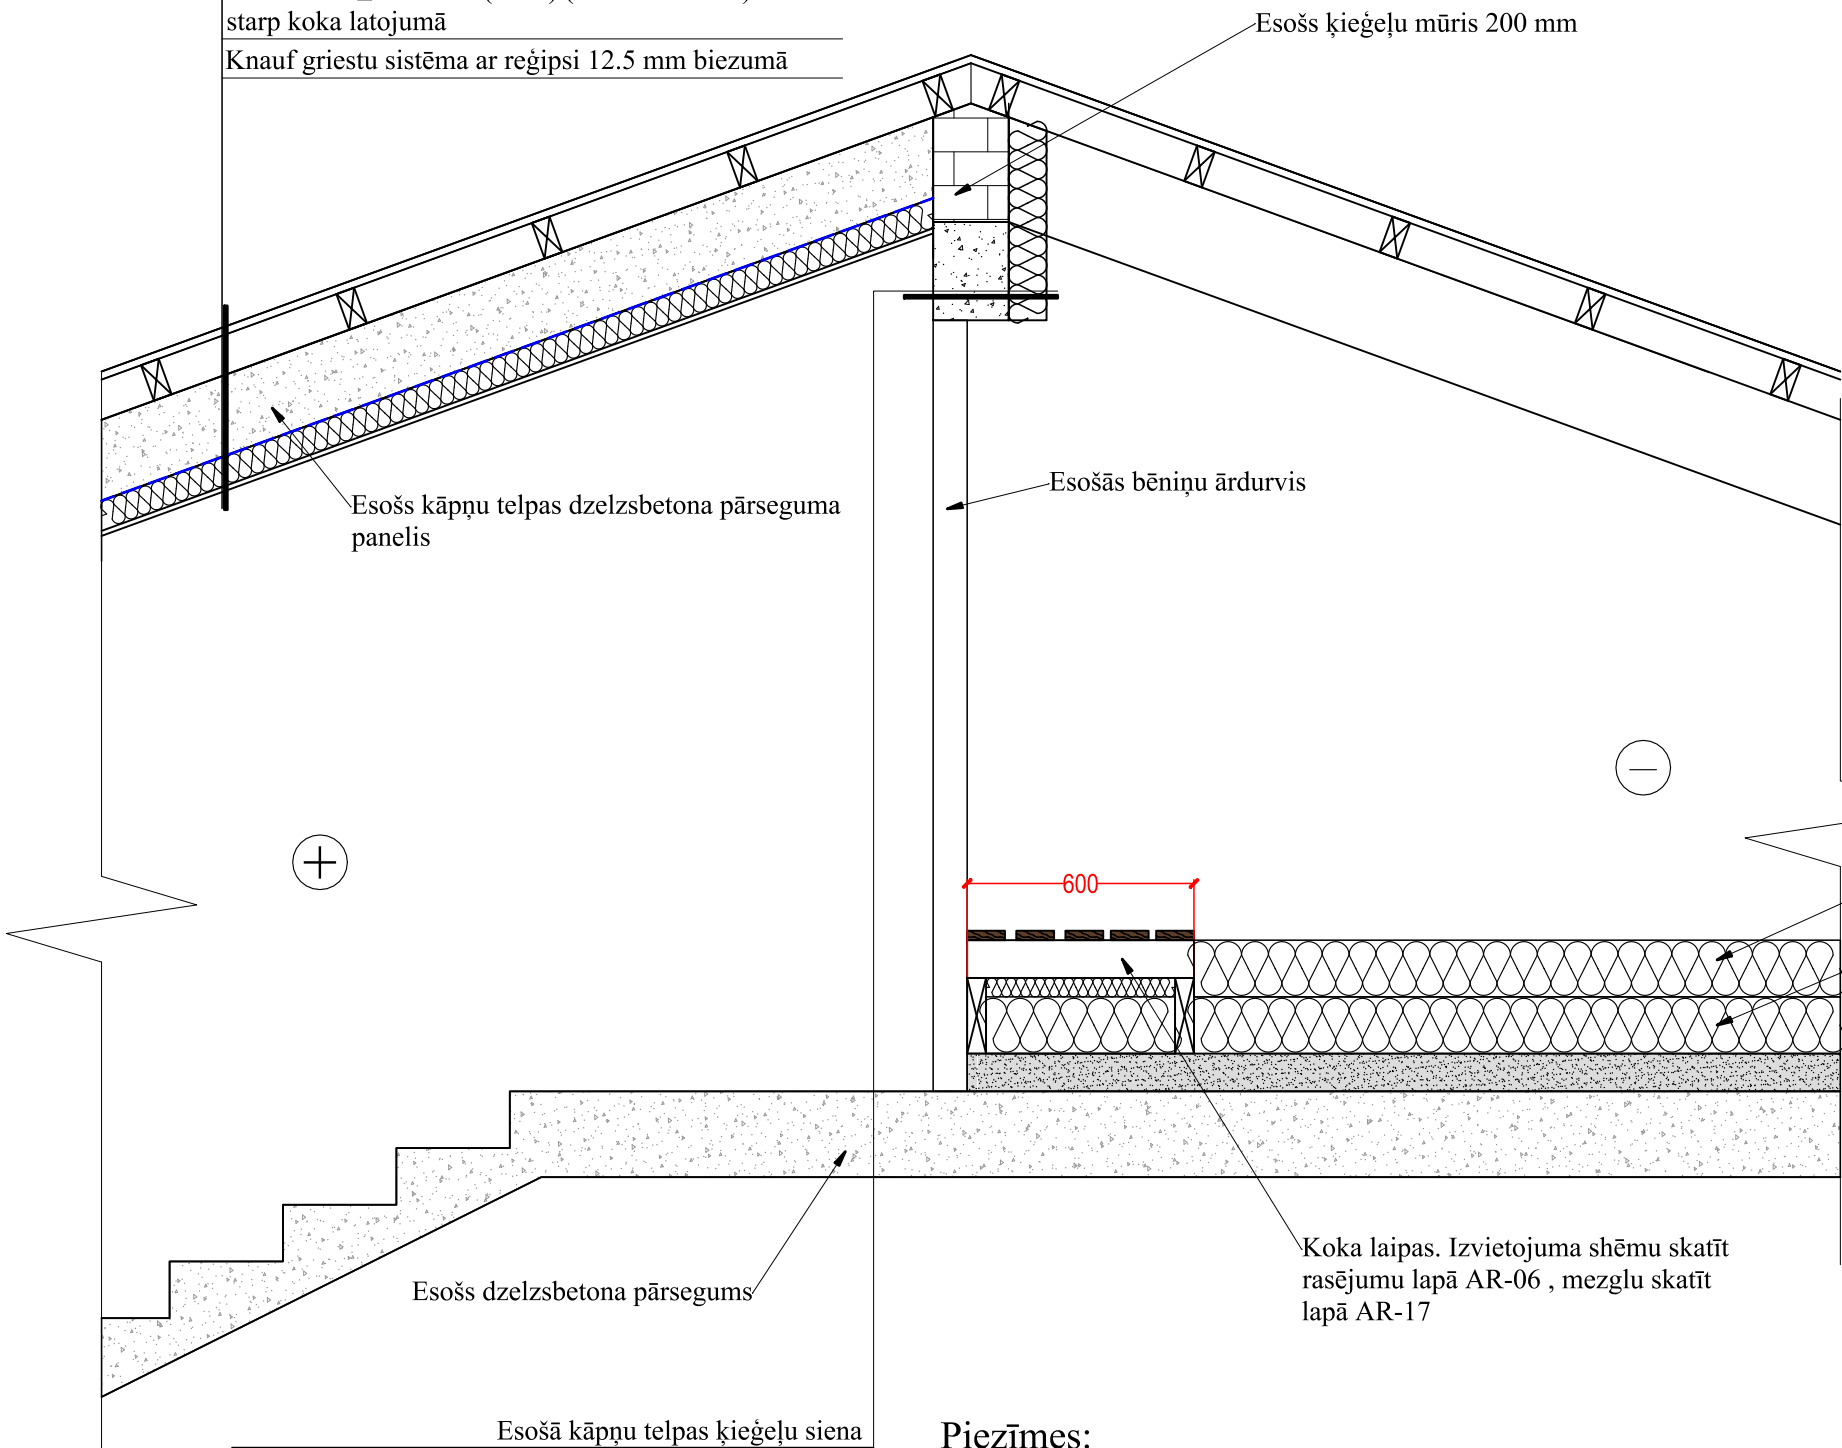 starp koka latojumā
Knauf griestu sistēma ar reģipsi 12.5 mm biezumā
Esošs ķieģeļu mūris 200 mm
Esošās bēniņu ārdurvis
Esošs kāpņu telpas dzelzsbetona pārseguma
panelis
600
Koka laipas. Izvietojuma shēmu skatīt
rasējumu lapā AR-06 , mezglu skatīt
lapā AR-17
Esošs dzelzsbetona pārsegums
Esošā kāpņu telpas ķieģeļu siena
Piezīmes: